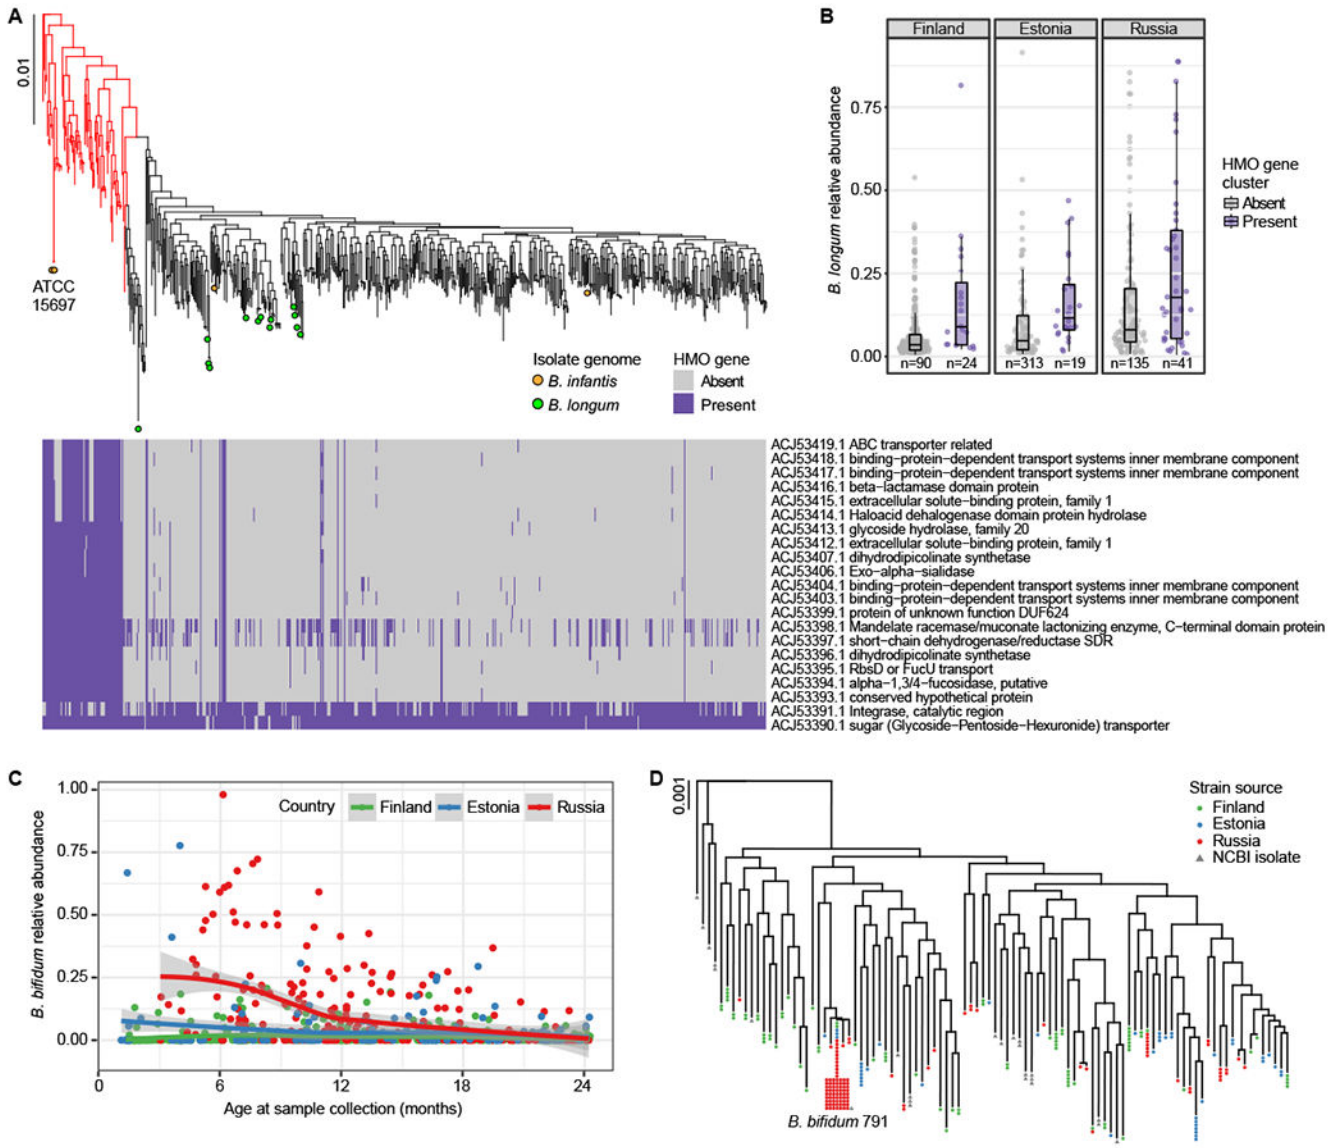 A
0.01
ATCC
15697
Isolate genome
B. infantis
B. longum
HMO gene
Absent
Present
ACJ53419.1 ABC transporter related
ACJ53418.1 binding−protein−dependent transport systems inner membrane component
ACJ53417.1 binding−protein−dependent transport systems inner membrane component
ACJ53416.1 beta−lactamase domain protein
ACJ53415.1 extracellular solute−binding protein, family 1
ACJ53414.1 Haloacid dehalogenase domain protein hydrolase
ACJ53413.1 glycoside hydrolase, family 20
ACJ53412.1 extracellular solute−binding protein, family 1
ACJ53407.1 dihydrodipicolinate synthetase
ACJ53406.1 Exo−alpha−sialidase
ACJ53404.1 binding−protein−dependent transport systems inner membrane component
ACJ53403.1 binding−protein−dependent transport systems inner membrane component
ACJ53399.1 protein of unknown function DUF624
ACJ53398.1 Mandelate racemase/muconate lactonizing enzyme, C−terminal domain protein
ACJ53397.1 short−chain dehydrogenase/reductase SDR
ACJ53396.1 dihydrodipicolinate synthetase
ACJ53395.1 RbsD or FucU transport
ACJ53394.1 alpha−1,3/4−fucosidase, putative
ACJ53393.1 conserved hypothetical protein
ACJ53391.1 Integrase, catalytic region
ACJ53390.1 sugar (Glycoside−Pentoside−Hexuronide) transporter
B
Finland Estonia Russia
B. longum relative abundance
0.75
0.50
0.25
0.00
n=90 n=24 n=313 n=19 n=135 n=41
HMO gene
cluster
Absent
Present
C
Country Finland Estonia Russia
B. bifidum relative abundance
1.00
0.75
0.50
0.25
0.00
0 6 12 18 24
Age at sample collection (months)
D
0.001
Strain source
Finland
Estonia
Russia
NCBI isolate
B. bifidum 791